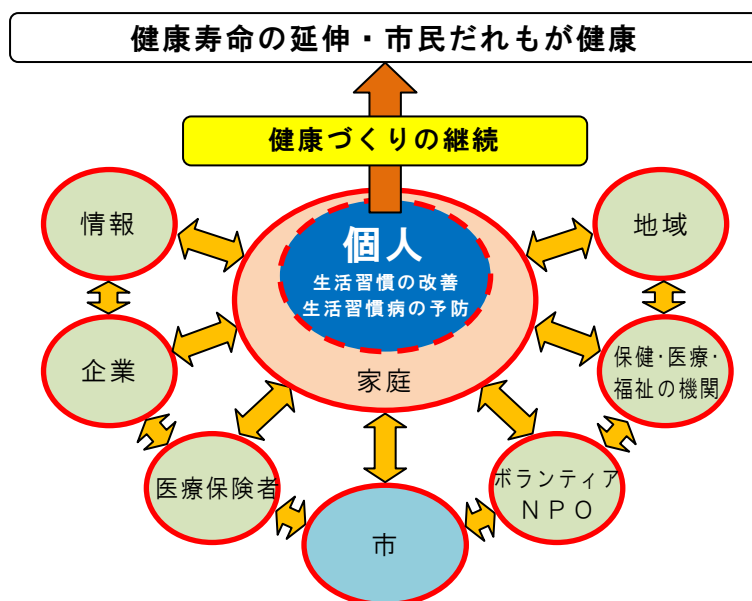 健康寿命の延伸・市民だれもが健康
健康づくりの継続
情報
地域
個人
生活習慣の改善
生活習慣病の予防
企業
家庭
保健・医療・
福祉の機関
医療保険者
ボランティア
ＮＰＯ
市